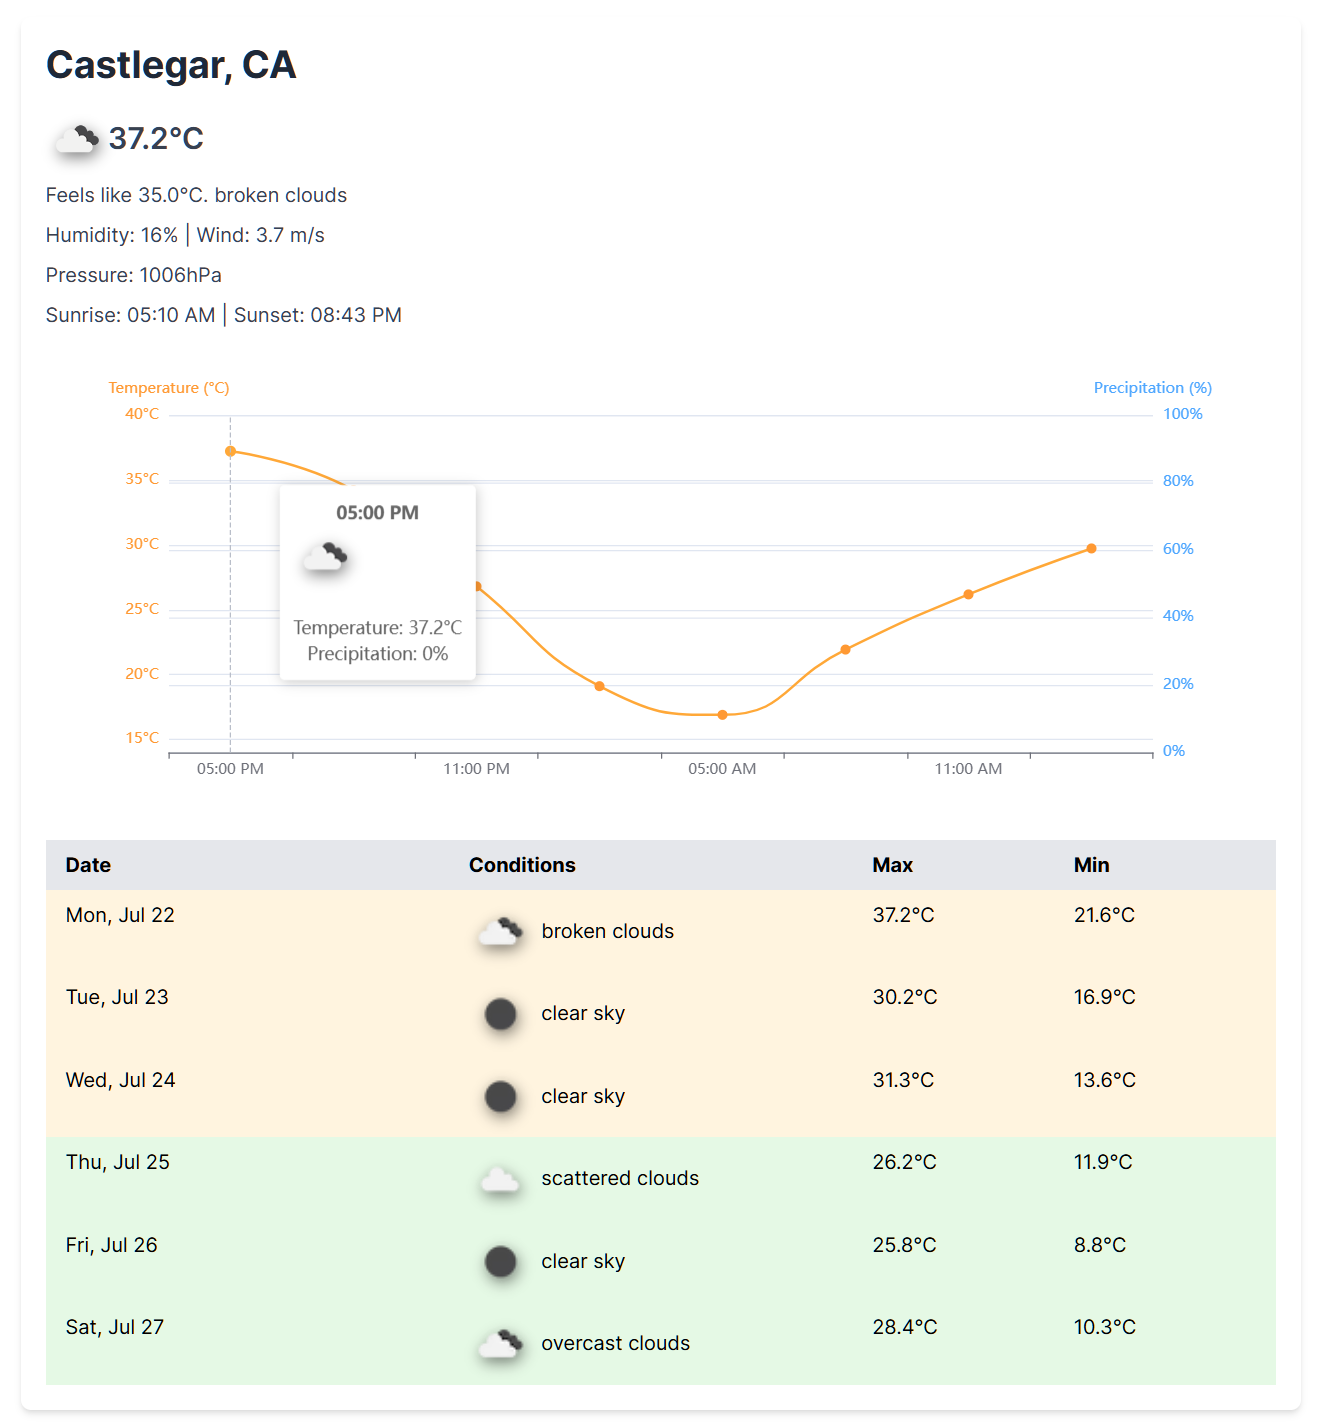 Castlegar, CA
37.2°C
Feels like 35.0°C. broken clouds
Humidity: 16% | Wind: 3.7 m/s
Pressure: 1006hPa
Sunrise: 05:10 AM | Sunset: 08:43 PM
Temperature (°C) Precipitation (%)
40°C 100%
35°C 80%
05:00 PM
30°C 60%
25°C 40%
Temperature: 37.2°C
Precipitation: 0%
20°C 20%
15°C 0%
05:00 PM 11:00 PM 05:00 AM 11:00 AM
Date Conditions Max Min
Mon, Jul 22 broken clouds 37.2°C 21.6°C
Tue, Jul 23 clear sky 30.2°C 16.9°C
Wed, Jul 24 clear sky 31.3°C 13.6°C
Thu, Jul 25 scattered clouds 26.2°C 11.9°C
Fri, Jul 26 clear sky 25.8°C 8.8°C
Sat, Jul 27 overcast clouds 28.4°C 10.3°C